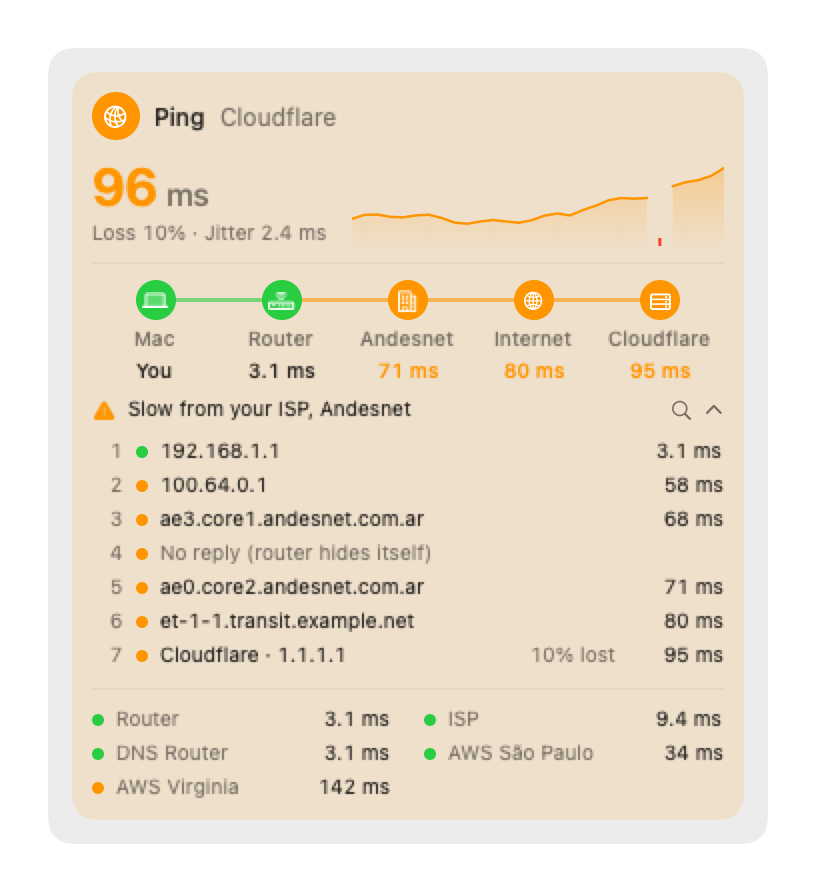 Ping Cloudflare
96 ms
Loss 10% · Jitter 2.4 ms
Mac Router Andesnet Internet Cloudflare
You 3.1 ms 71 ms 80 ms 95 ms
Slow from your ISP, Andesnet
1 192.168.1.1 3.1 ms
2 100.64.0.1 58 ms
3 ae3.core1.andesnet.com.ar 68 ms
4 No reply (router hides itself)
5 ae0.core2.andesnet.com.ar 71 ms
6 et-1-1.transit.example.net 80 ms
7 Cloudflare · 1.1.1.1 10% lost 95 ms
Router 3.1 ms ISP 9.4 ms
DNS Router 3.1 ms AWS São Paulo 34 ms
AWS Virginia 142 ms